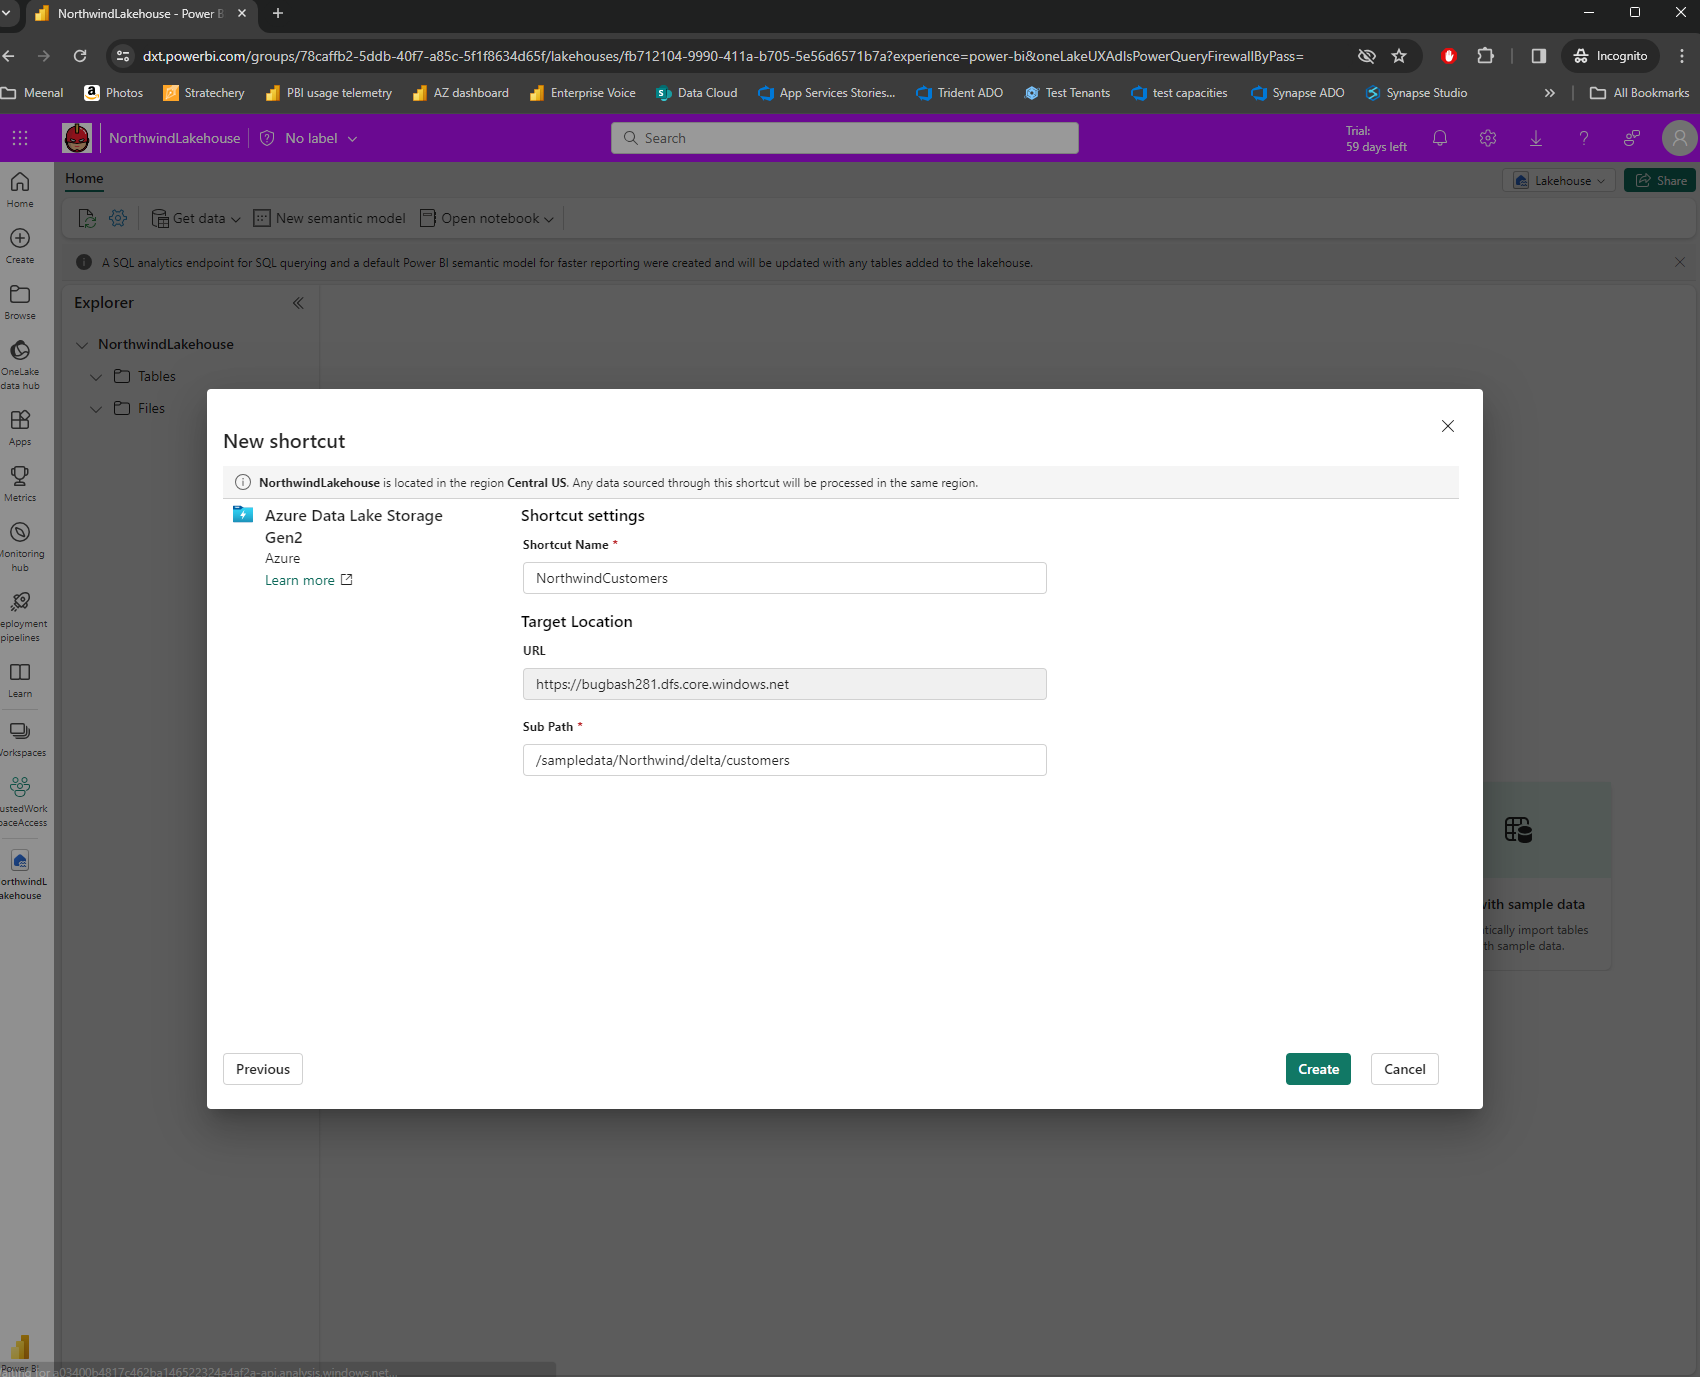 NorthwindLakehouse - Power B
dxt.powerbi.com/groups/78caffb2-5ddb-40f7-a85c-5f1f8634d65f/lakehouses/fb712104-9990-411a-b705-5e56d6571b7a?experience=power-bi&oneLakeUXAdlsPowerQueryFirewallByPass=
Incognito
Meenal
Photos
Stratechery
PBI usage telemetry
AZ dashboard
Enterprise Voice
Data Cloud
App Services Stories...
Trident ADO
Test Tenants
test capacities
Synapse ADO
Synapse Studio
All Bookmarks
NorthwindLakehouse
No label
Search
Trial:
59 days left
Home
Create
Browse
OneLake
data hub
Apps
Metrics
Monitoring
hub
eployment
pipelines
Learn
Vorkspaces
ustedWork
paceAccess
orthwindL
akehouse
Power B
Home
Lakehouse
Share
Get data
New semantic model
Open notebook
A SQL analytics endpoint for SQL querying and a default Power BI semantic model for faster reporting were created and will be updated with any tables added to the lakehouse.
Explorer
NorthwindLakehouse
Tables
Files
New shortcut
NorthwindLakehouse is located in the region Central US. Any data sourced through this shortcut will be processed in the same region.
Azure Data Lake Storage
Gen2
Azure
Learn more
Shortcut settings
Shortcut Name *
NorthwindCustomers
Target Location
URL
https://bugbash281.dfs.core.windows.net
Sub Path *
/sampledata/Northwind/delta/customers
Previous
Create
Cancel
with sample data
tically import tables
th sample data.
aiting for a03400b4817c462ba146522324a4af2a-api.analysis.windows.net...